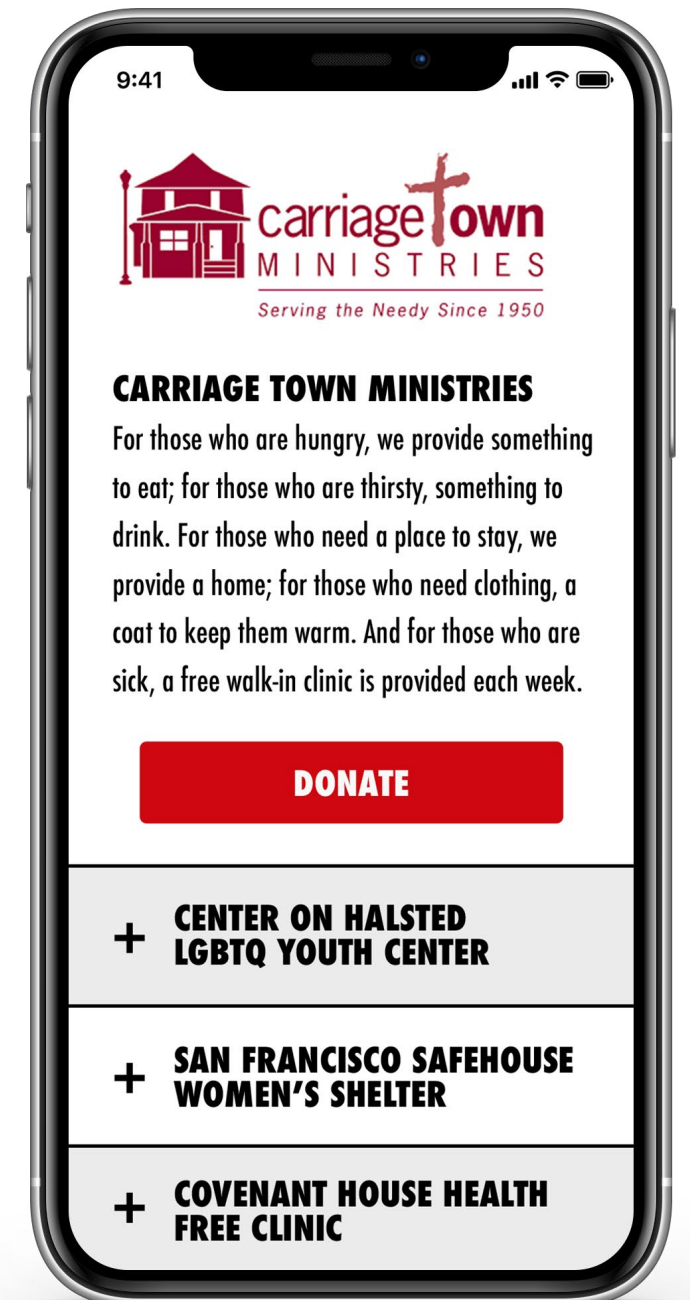 9:41
carriage Town
MINISTRIES
Serving the Needy Since 1950
CARRIAGE TOWN MINISTRIES
For those who are hungry, we provide something
to eat; for those who are thirsty, something to
drink. For those who need a place to stay, we
provide a home; for those who need clothing, a
coat to keep them warm. And for those who are
sick, a free walk-in clinic is provided each week.
DONATE
+ CENTER ON HALSTED
LGBTQ YOUTH CENTER
+ SAN FRANCISCO SAFEHOUSE
WOMEN’S SHELTER
+ COVENANT HOUSE HEALTH
FREE CLINIC